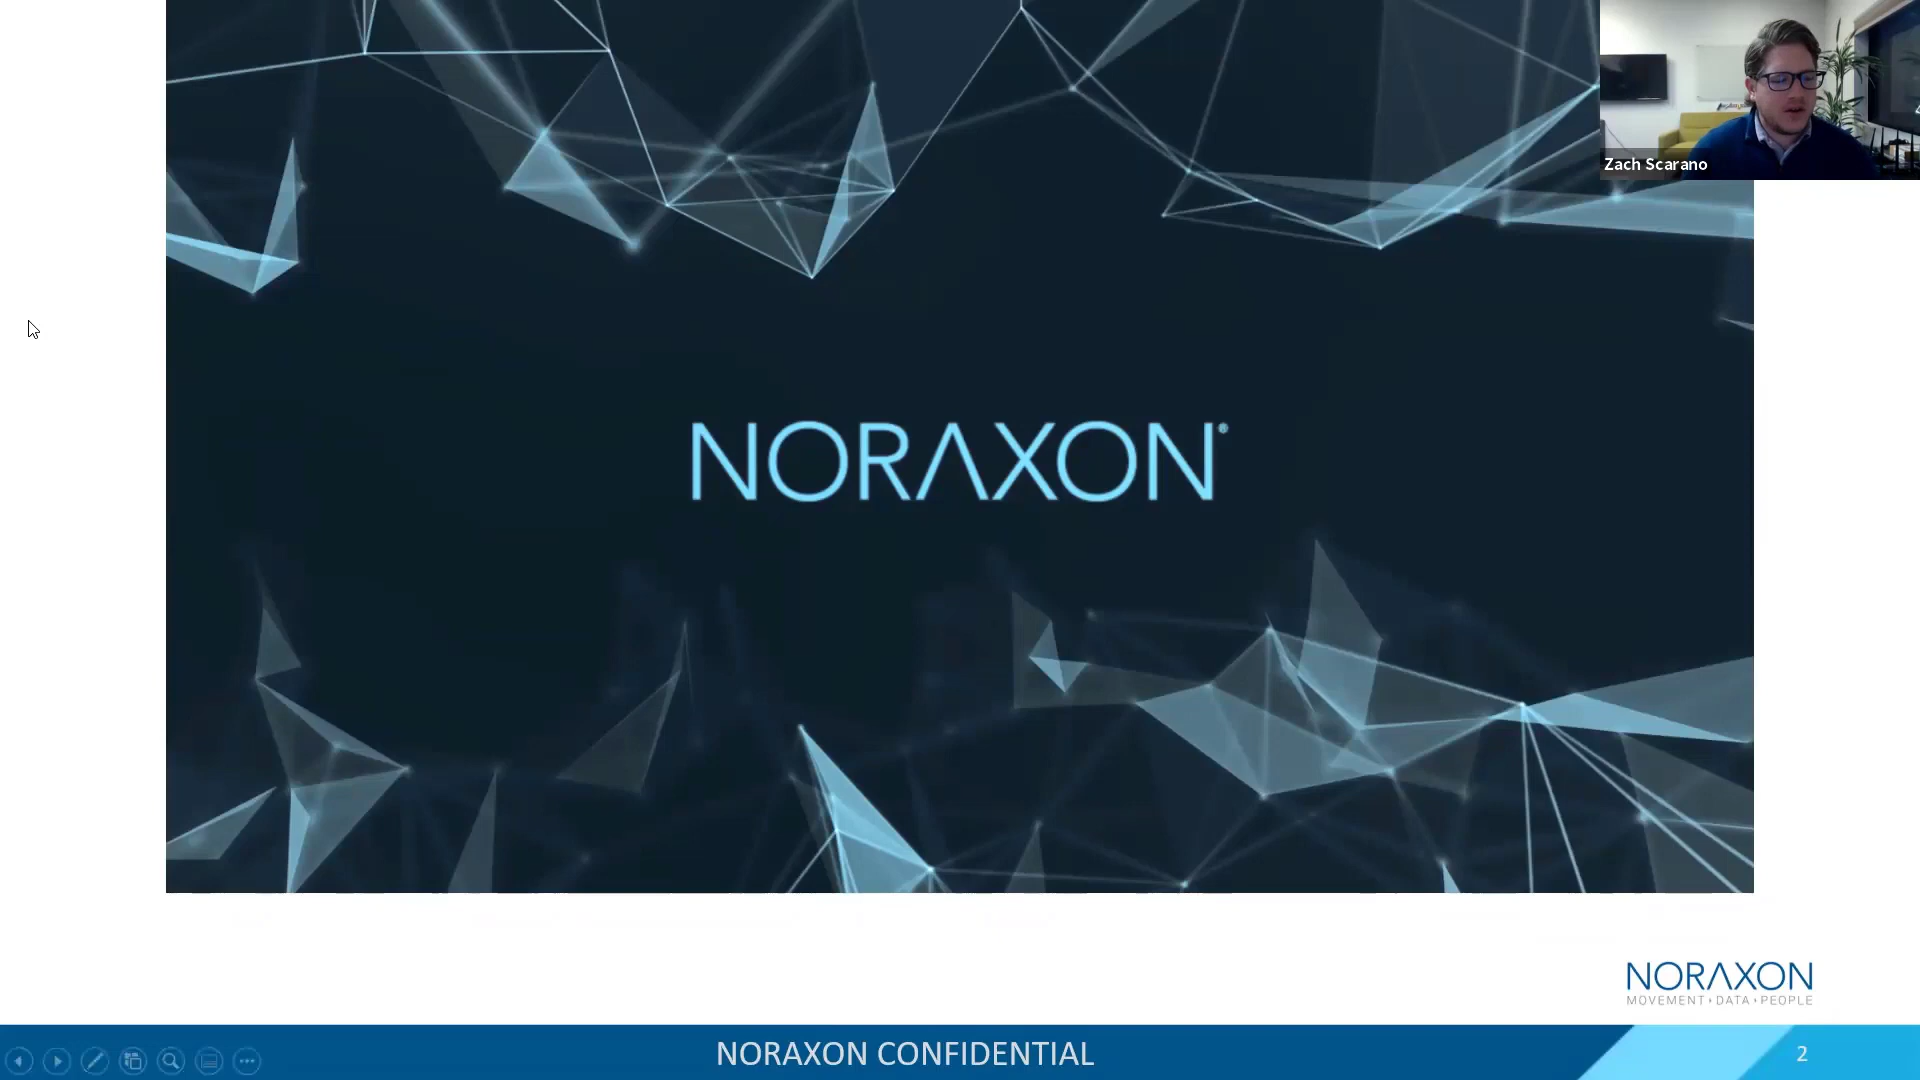 Zach Scarano
NORAXON®
NORAXON
MOVEMENT › DATA › PEOPLE
NORAXON CONFIDENTIAL
2